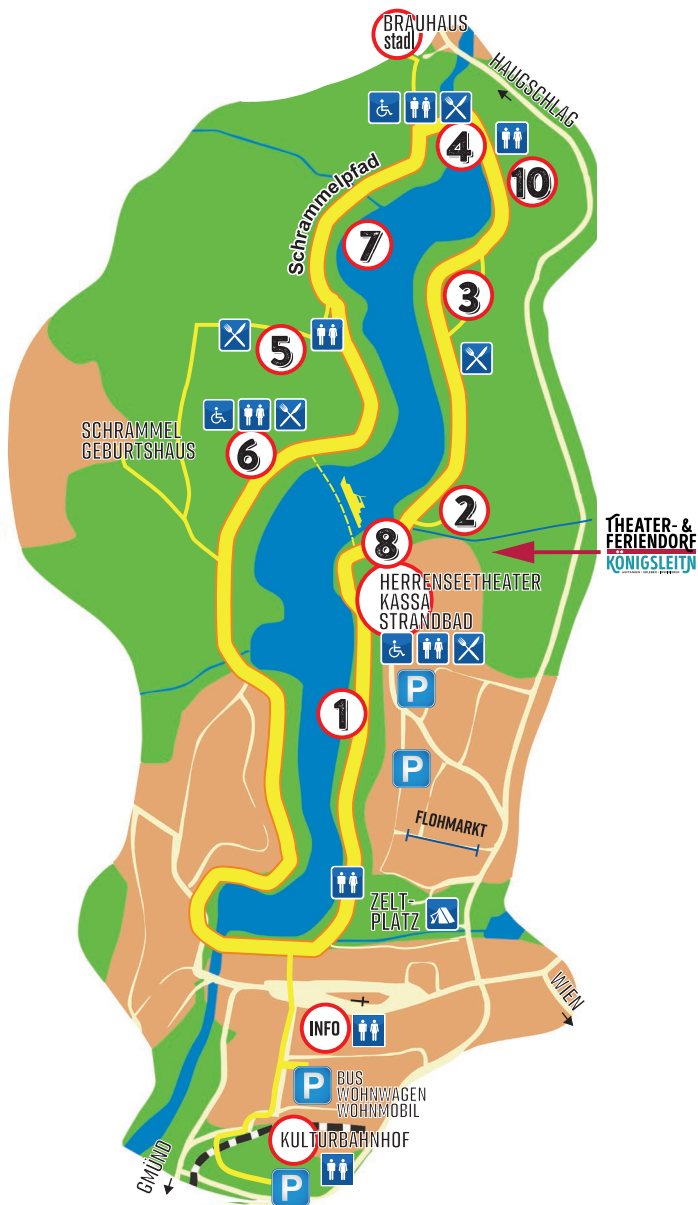 BRAUHAUS
stadl
HAUGSCHLAG
4
10
Schrammelpfad
7
3
5
6
SCHRAMMEL
GEBURTSHAUS
2
8
THEATER- &
FERIENDORF
KÖNIGSLEITN
HERRENSEETHEATER
KASSA
STRANDBAD
P
1
P
FLOHMARKT
ZELT-
PLATZ
WIEN
INFO
P
BUS
WOHNWAGEN
WOHNMOBIL
KULTURBAHNHOF
GMÜND
P